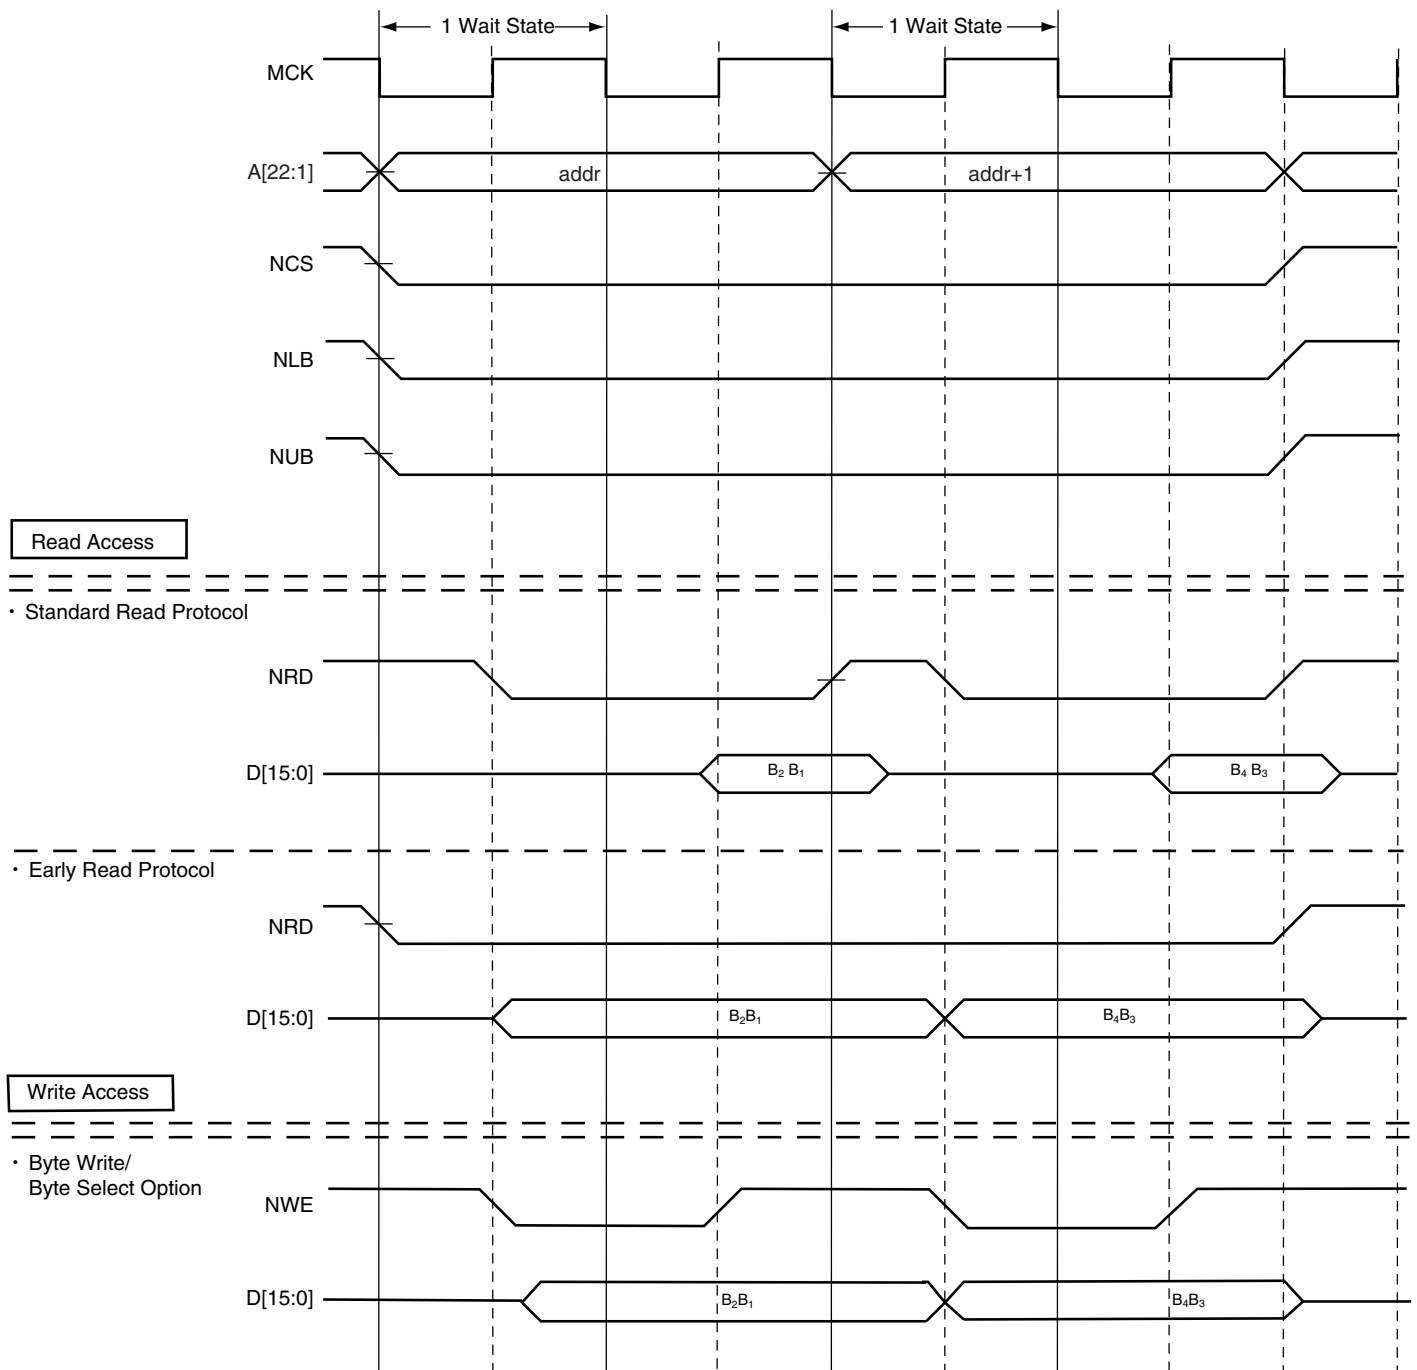 1 Wait State
1 Wait State
MCK
A[22:1]
addr
addr+1
NCS
NLB
NUB
Read Access
· Standard Read Protocol
NRD
D[15:0]
B₂ B₁
B₄ B₃
· Early Read Protocol
NRD
D[15:0]
B₂B₁
B₄B₃
Write Access
· Byte Write/
Byte Select Option
NWE
D[15:0]
B₂B₁
B₄B₃